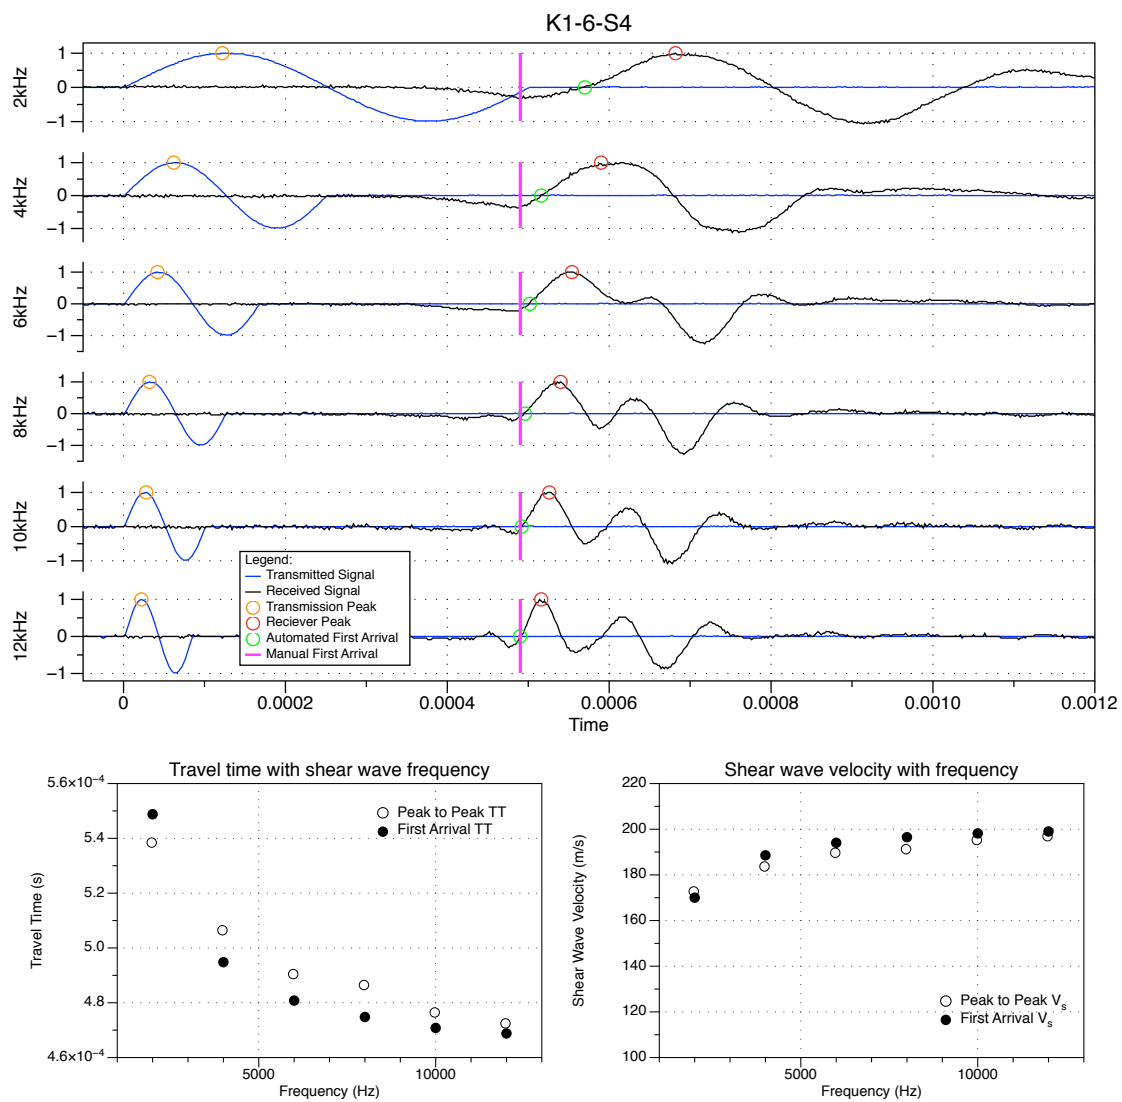 K1-6-S4
1
0
−1
2kHz
1
0
−1
4kHz
1
0
−1
6kHz
1
0
−1
8kHz
1
0
−1
10kHz
1
0
−1
12kHz
Legend:
Transmitted Signal
Received Signal
Transmission Peak
Reciever Peak
Automated First Arrival
Manual First Arrival
0 0.0002 0.0004 0.0006 0.0008 0.0010 0.0012
Time
Travel time with shear wave frequency
5.6×10⁻⁴
5.4
5.2
5.0
4.8
4.6×10⁻⁴
Travel Time (s)
Peak to Peak TT
First Arrival TT
5000 10000
Frequency (Hz)
Shear wave velocity with frequency
220
200
180
160
140
120
100
Shear Wave Velocity (m/s)
Peak to Peak Vₛ
First Arrival Vₛ
5000 10000
Frequency (Hz)